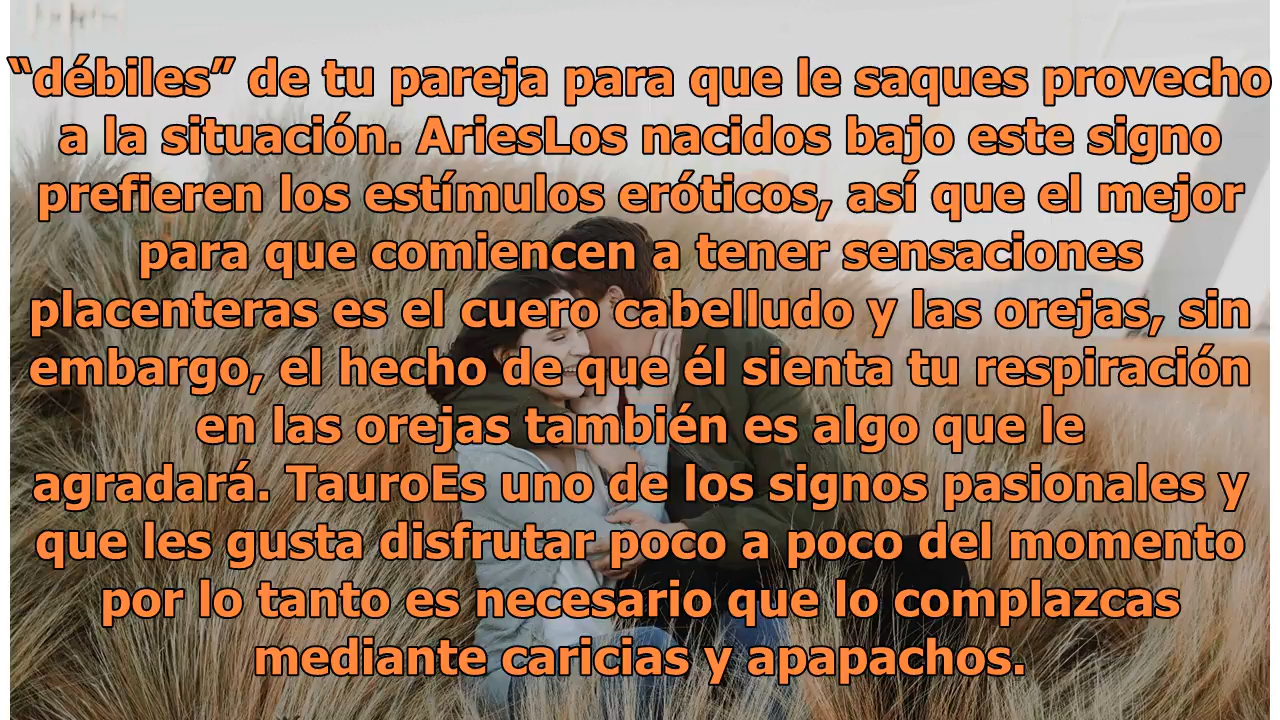 “débiles” de tu pareja para que le saques provecho
a la situación. AriesLos nacidos bajo este signo
prefieren los estímulos eróticos, así que el mejor
para que comiencen a tener sensaciones
placenteras es el cuero cabelludo y las orejas, sin
embargo, el hecho de que él sienta tu respiración
en las orejas también es algo que le
agradará. TauroEs uno de los signos pasionales y
que les gusta disfrutar poco a poco del momento
por lo tanto es necesario que lo complazcas
mediante caricias y apapachos.